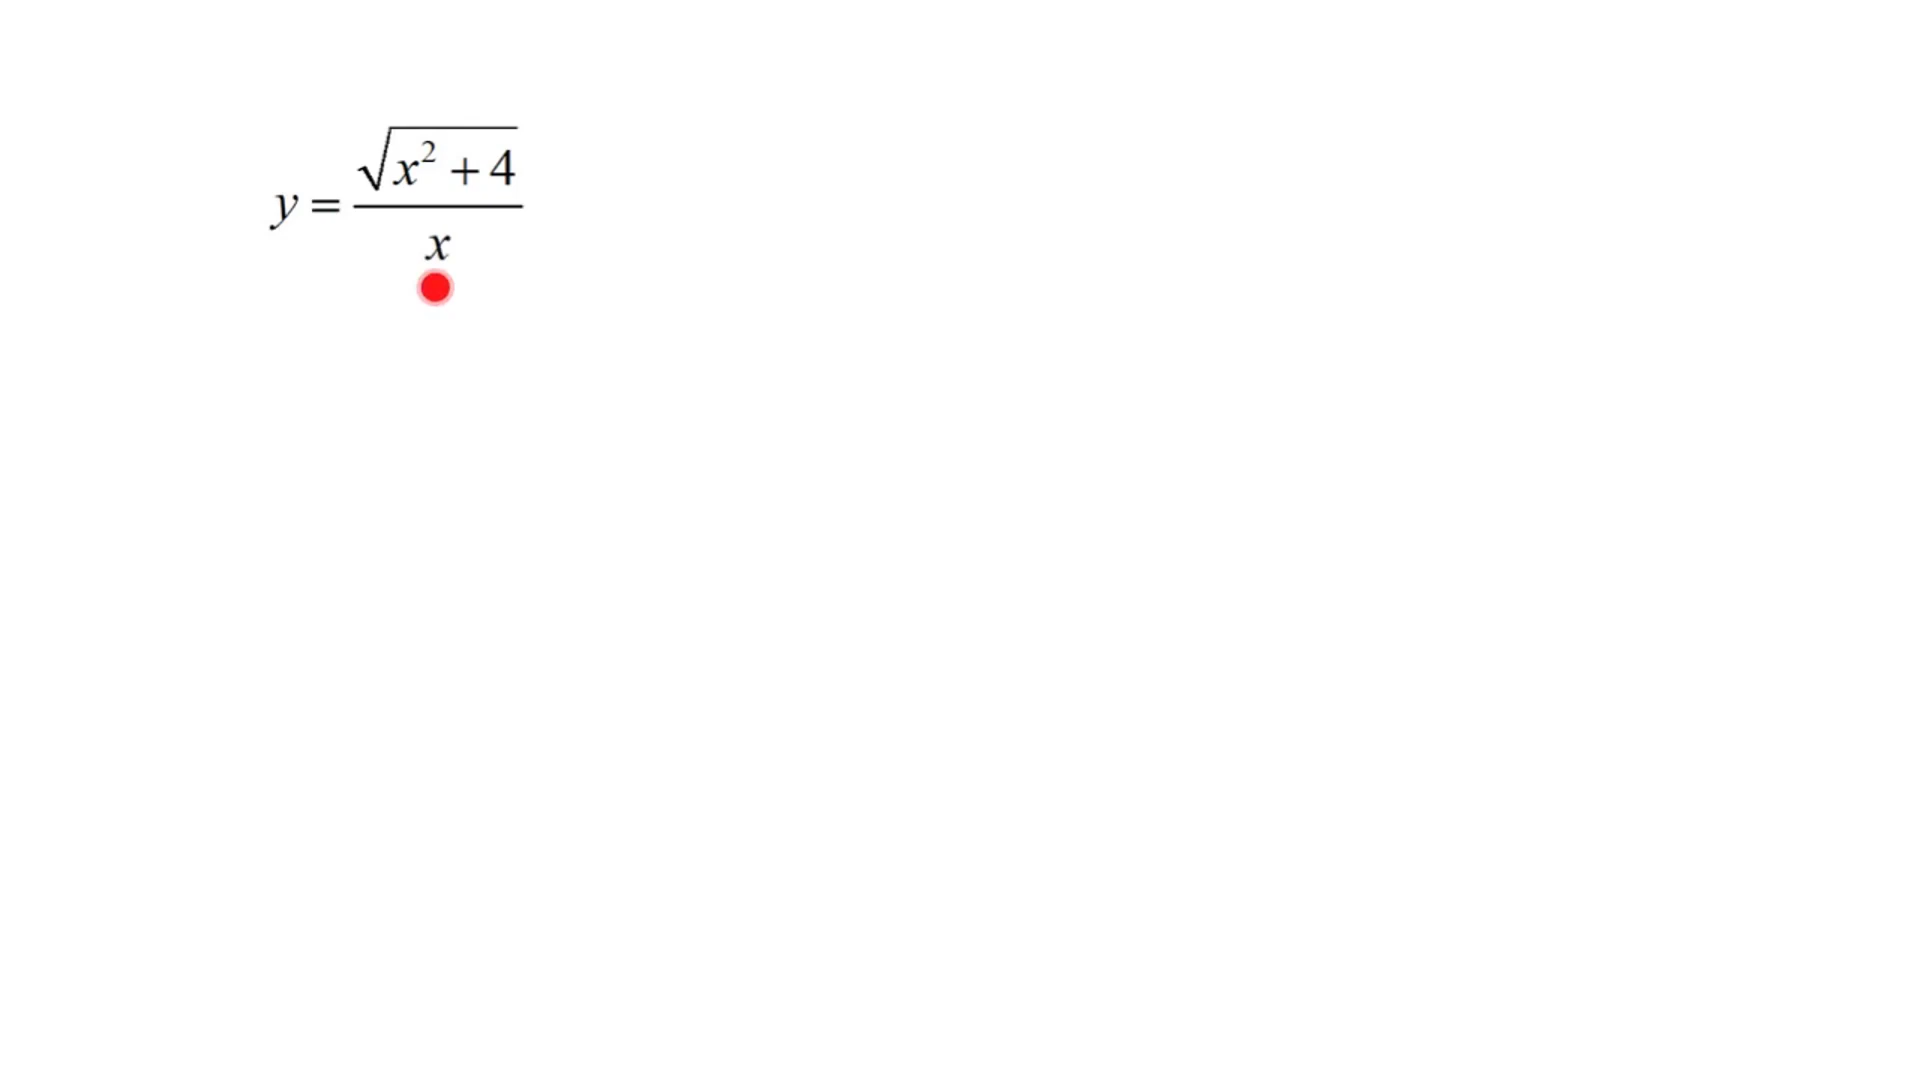 y = √(x² + 4) / x